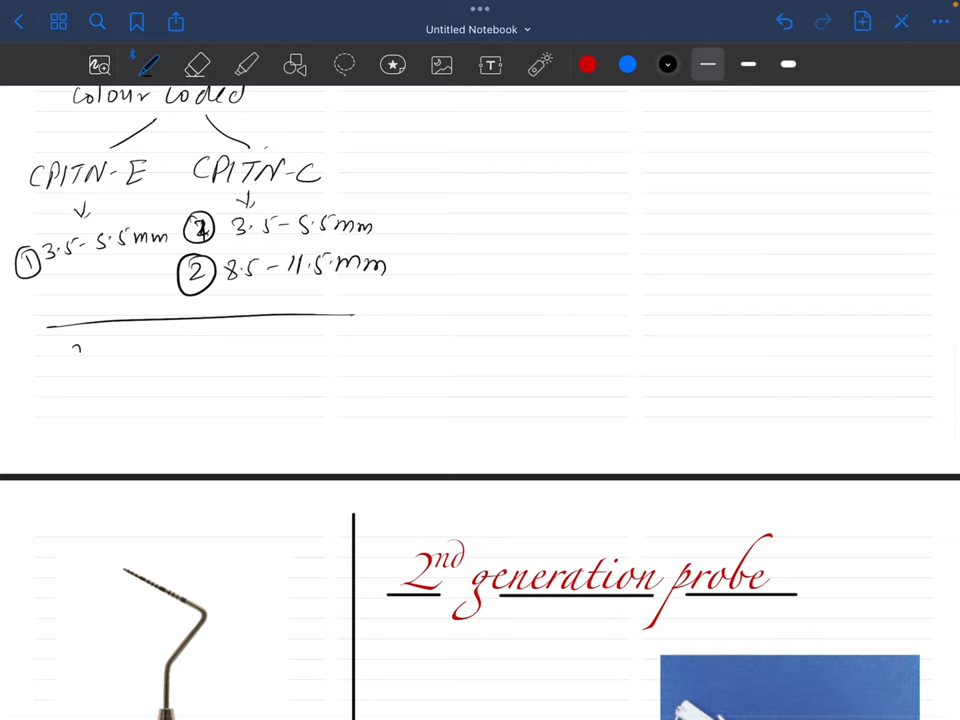 Untitled Notebook
Colour Coded
CPITN-E CPITN-C
① 3.5-5.5mm ① 3.5-5.5mm
② 8.5-11.5mm
2nd generation probe